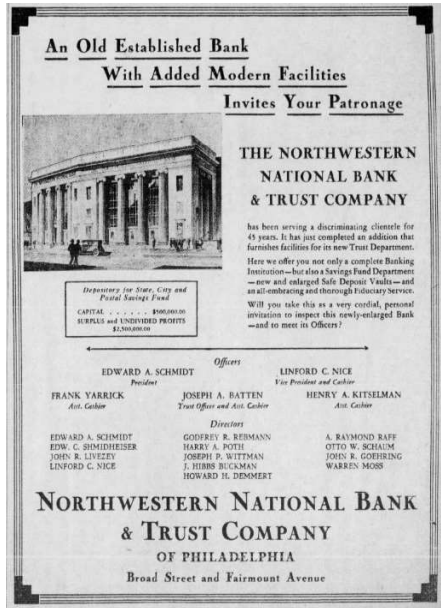 An Old Established Bank
With Added Modern Facilities
Invites Your Patronage
THE NORTHWESTERN
NATIONAL BANK
& TRUST COMPANY
has been serving a discriminating clientele for
45 years. It has just completed an addition that
furnishes facilities for its new Trust Department.
Here we offer you not only a complete Banking
Institution—but also a Savings Fund Department
—new and enlarged Safe Deposit Vaults—and
an all-embracing and thorough Fiduciary Service.
Will you take this as a very cordial, personal
invitation to inspect this newly-enlarged Bank
—and to meet its Officers?
Depository for State, City and
Postal Savings Fund
CAPITAL . . . . . . $500,000.00
SURPLUS and UNDIVIDED PROFITS
$2,500,000.00
Officers
EDWARD A. SCHMIDT LINFORD C. NICE
President Vice President and Cashier
FRANK YARRICK JOSEPH A. BATTEN HENRY A. KITSELMAN
Asst. Cashier Trust Officer and Asst. Cashier Asst. Cashier
Directors
EDWARD A. SCHMIDT GODFREY R. REBMANN A. RAYMOND RAFF
EDW. C. SHMIDHEISER HARRY A. POTH OTTO W. SCHAUM
JOHN R. LIVEZEY JOSEPH P. WITTMAN JOHN R. GOEHRING
LINFORD C. NICE J. HIBBS BUCKMAN WARREN MOSS
HOWARD H. DEMMERT
NORTHWESTERN NATIONAL BANK
& TRUST COMPANY
OF PHILADELPHIA
Broad Street and Fairmount Avenue